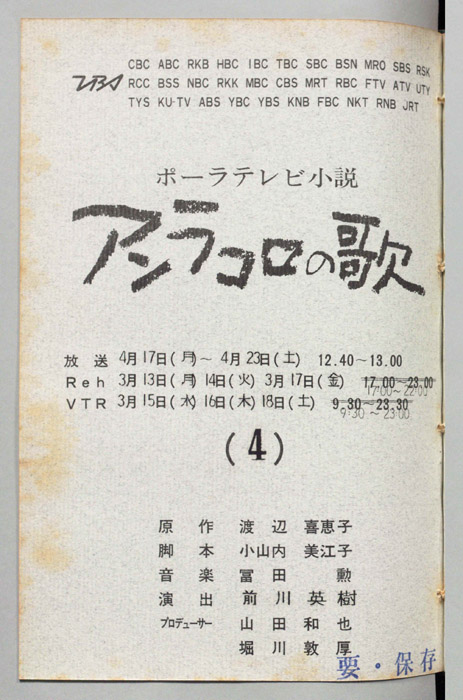 CBC ABC RKB HBC IBC TBC SBC BSN MRO SBS RSK
TBS RCC BSS NBC RKK MBC CBS MRT RBC FTV ATV UTY
TYS KU-TV ABS YBC YBS KNB FBC NKT RNB JRT
ポーラテレビ小説
アンラコロの歌
放送 4月17日(月)～ 4月23日(土) 12.40～13.00
Reh 3月13日(月) 14日(火) 3月17日(金) 17.00～23.00
17:00～22:00
VTR 3月15日(水) 16日(木) 18日(土) 9.30～23.30
9:30～23:00
(4)
原作 渡辺 喜恵子
脚本 小山内 美江子
音楽 冨田 勲
演出 前川 英樹
プロデューサー 山田 和也
堀川 敦厚
要・保存